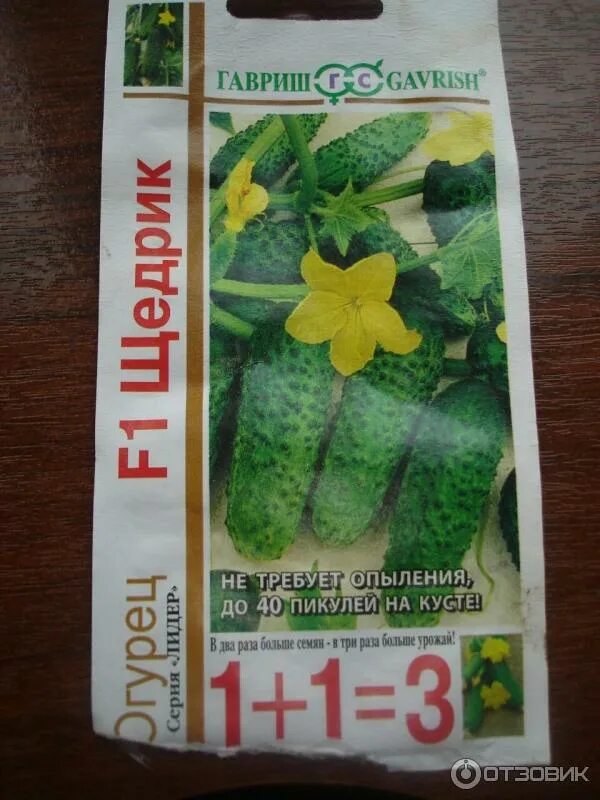 ГАВРИШ ГС GAVRISH®
F1 Щедрик
Огурец
Серия «ЛИДЕР»
НЕ ТРЕБУЕТ ОПЫЛЕНИЯ,
ДО 40 ПИКУЛЕЙ НА КУСТЕ!
В два раза больше семян - в три раза больше урожай!
1+1=3
ОТЗОВИК